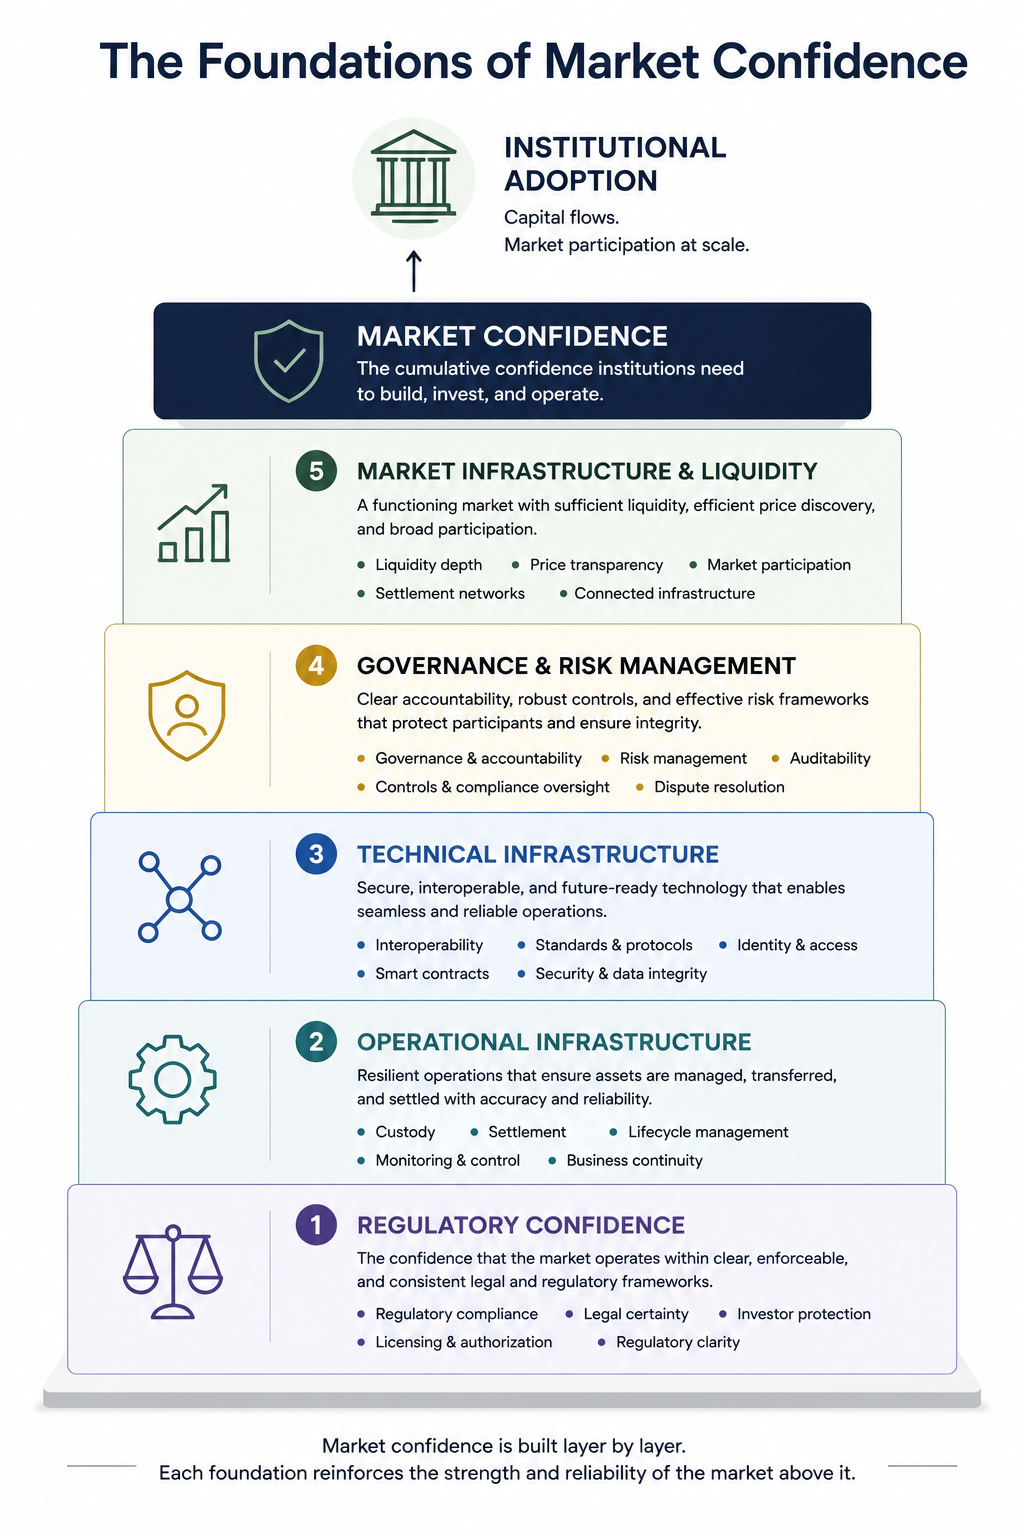 The Foundations of Market Confidence
INSTITUTIONAL
ADOPTION
Capital flows.
Market participation at scale.
MARKET CONFIDENCE
The cumulative confidence institutions need
to build, invest, and operate.
5 MARKET INFRASTRUCTURE & LIQUIDITY
A functioning market with sufficient liquidity, efficient price discovery,
and broad participation.
• Liquidity depth • Price transparency • Market participation
• Settlement networks • Connected infrastructure
4 GOVERNANCE & RISK MANAGEMENT
Clear accountability, robust controls, and effective risk frameworks
that protect participants and ensure integrity.
• Governance & accountability • Risk management • Auditability
• Controls & compliance oversight • Dispute resolution
3 TECHNICAL INFRASTRUCTURE
Secure, interoperable, and future-ready technology that enables
seamless and reliable operations.
• Interoperability • Standards & protocols • Identity & access
• Smart contracts • Security & data integrity
2 OPERATIONAL INFRASTRUCTURE
Resilient operations that ensure assets are managed, transferred,
and settled with accuracy and reliability.
• Custody • Settlement • Lifecycle management
• Monitoring & control • Business continuity
1 REGULATORY CONFIDENCE
The confidence that the market operates within clear, enforceable,
and consistent legal and regulatory frameworks.
• Regulatory compliance • Legal certainty • Investor protection
• Licensing & authorization • Regulatory clarity
Market confidence is built layer by layer.
Each foundation reinforces the strength and reliability of the market above it.